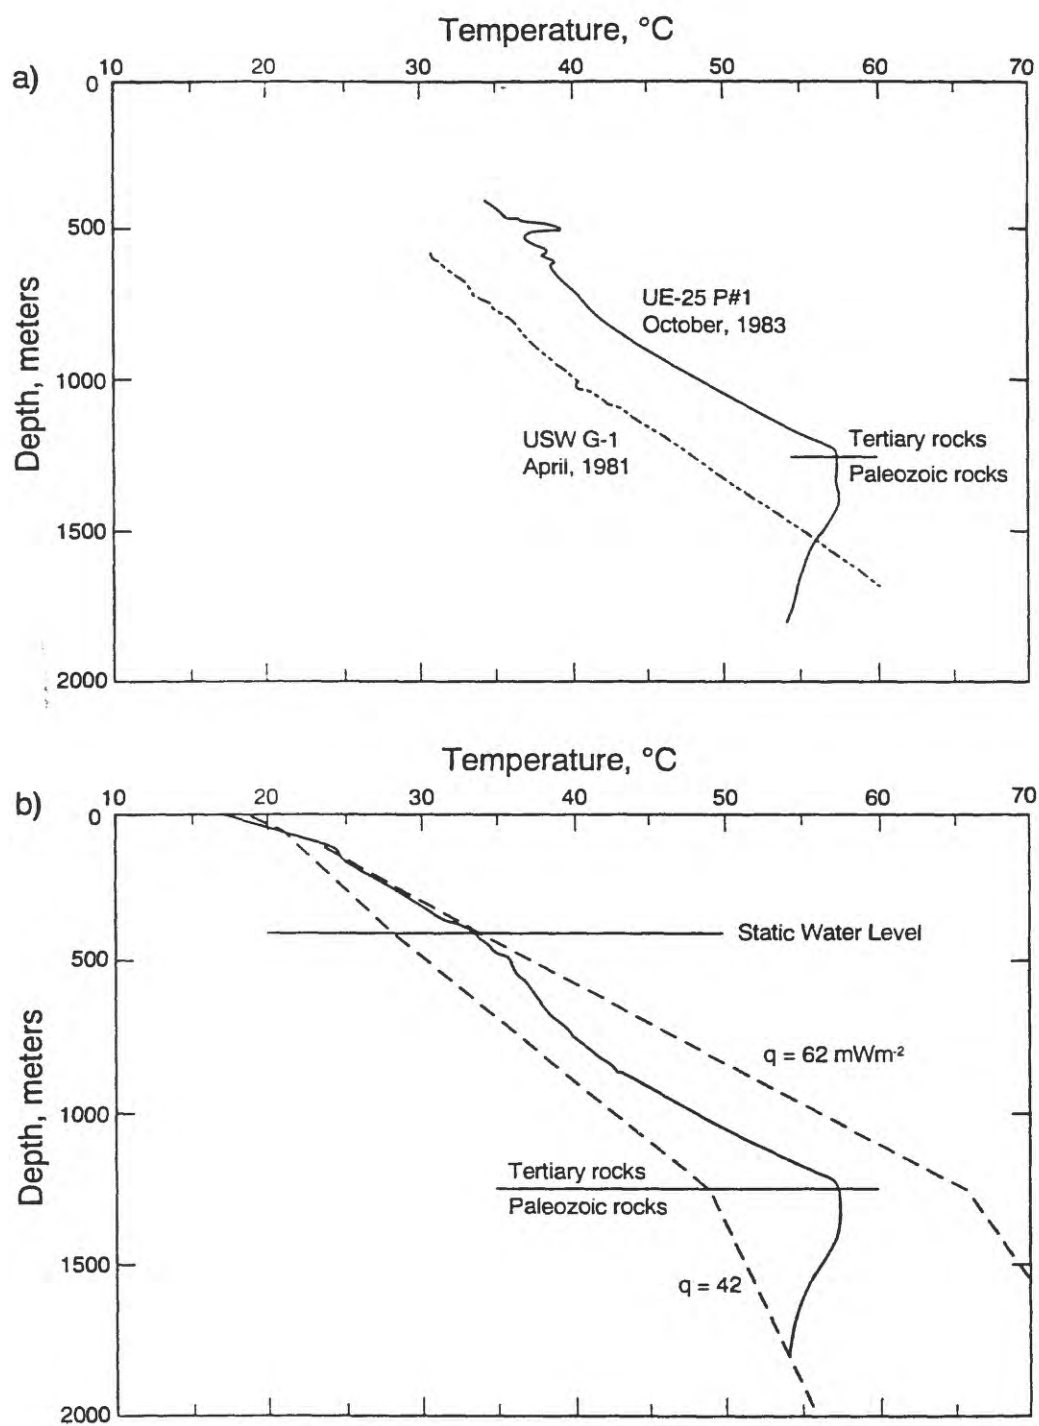 Temperature, °C
a)
10 20 30 40 50 60 70
0
500
1000
1500
2000
Depth, meters
UE-25 P#1
October, 1983
USW G-1
April, 1981
Tertiary rocks
Paleozoic rocks
Temperature, °C
b)
10 20 30 40 50 60 70
0
500
1000
1500
2000
Depth, meters
Static Water Level
q = 62 mWm⁻²
Tertiary rocks
Paleozoic rocks
q = 42